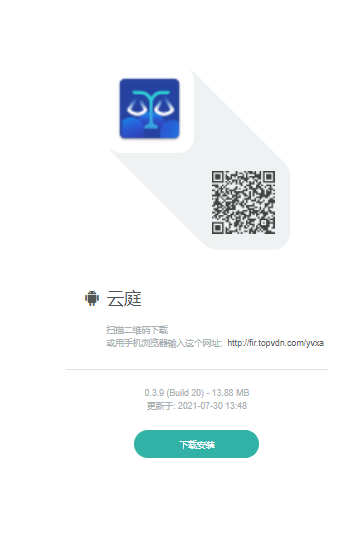 云庭
扫描二维码下载
或用手机浏览器输入这个网址: http://fir.topvdn.com/yvxa
0.3.9 (Build 20) - 13.88 MB
更新于: 2021-07-30 13:48
下载安装